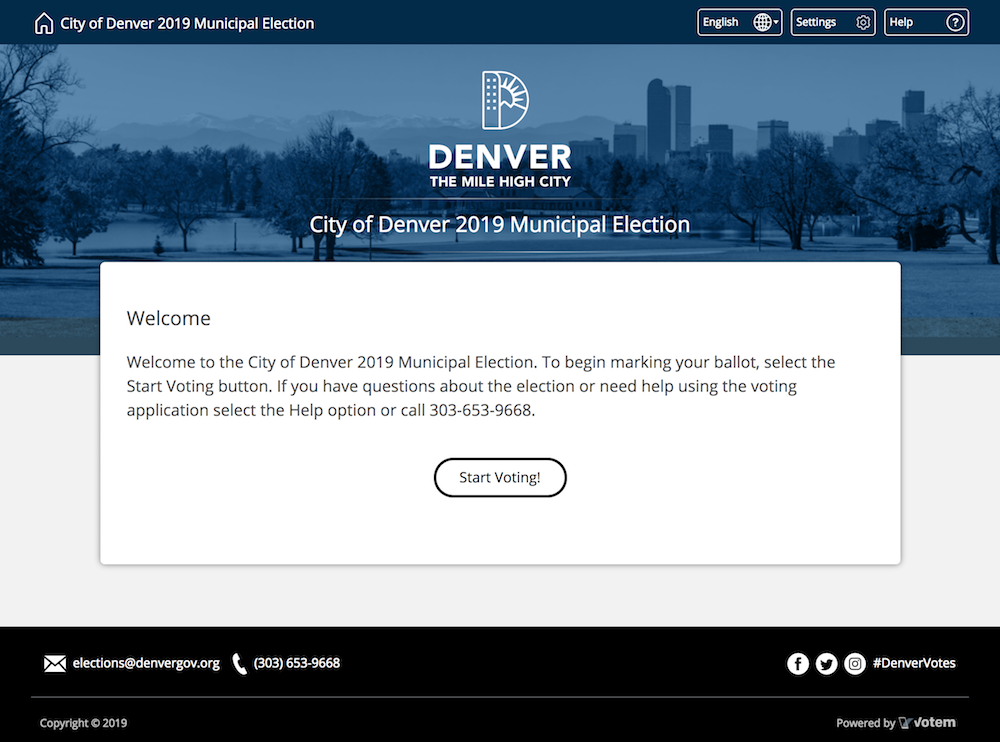 City of Denver 2019 Municipal Election
English
Settings
Help
?
DENVER
THE MILE HIGH CITY
City of Denver 2019 Municipal Election
Welcome
Welcome to the City of Denver 2019 Municipal Election. To begin marking your ballot, select the
Start Voting button. If you have questions about the election or need help using the voting
application select the Help option or call 303-653-9668.
Start Voting!
elections@denvergov.org (303) 653-9668
#DenverVotes
Copyright © 2019
Powered by Votem